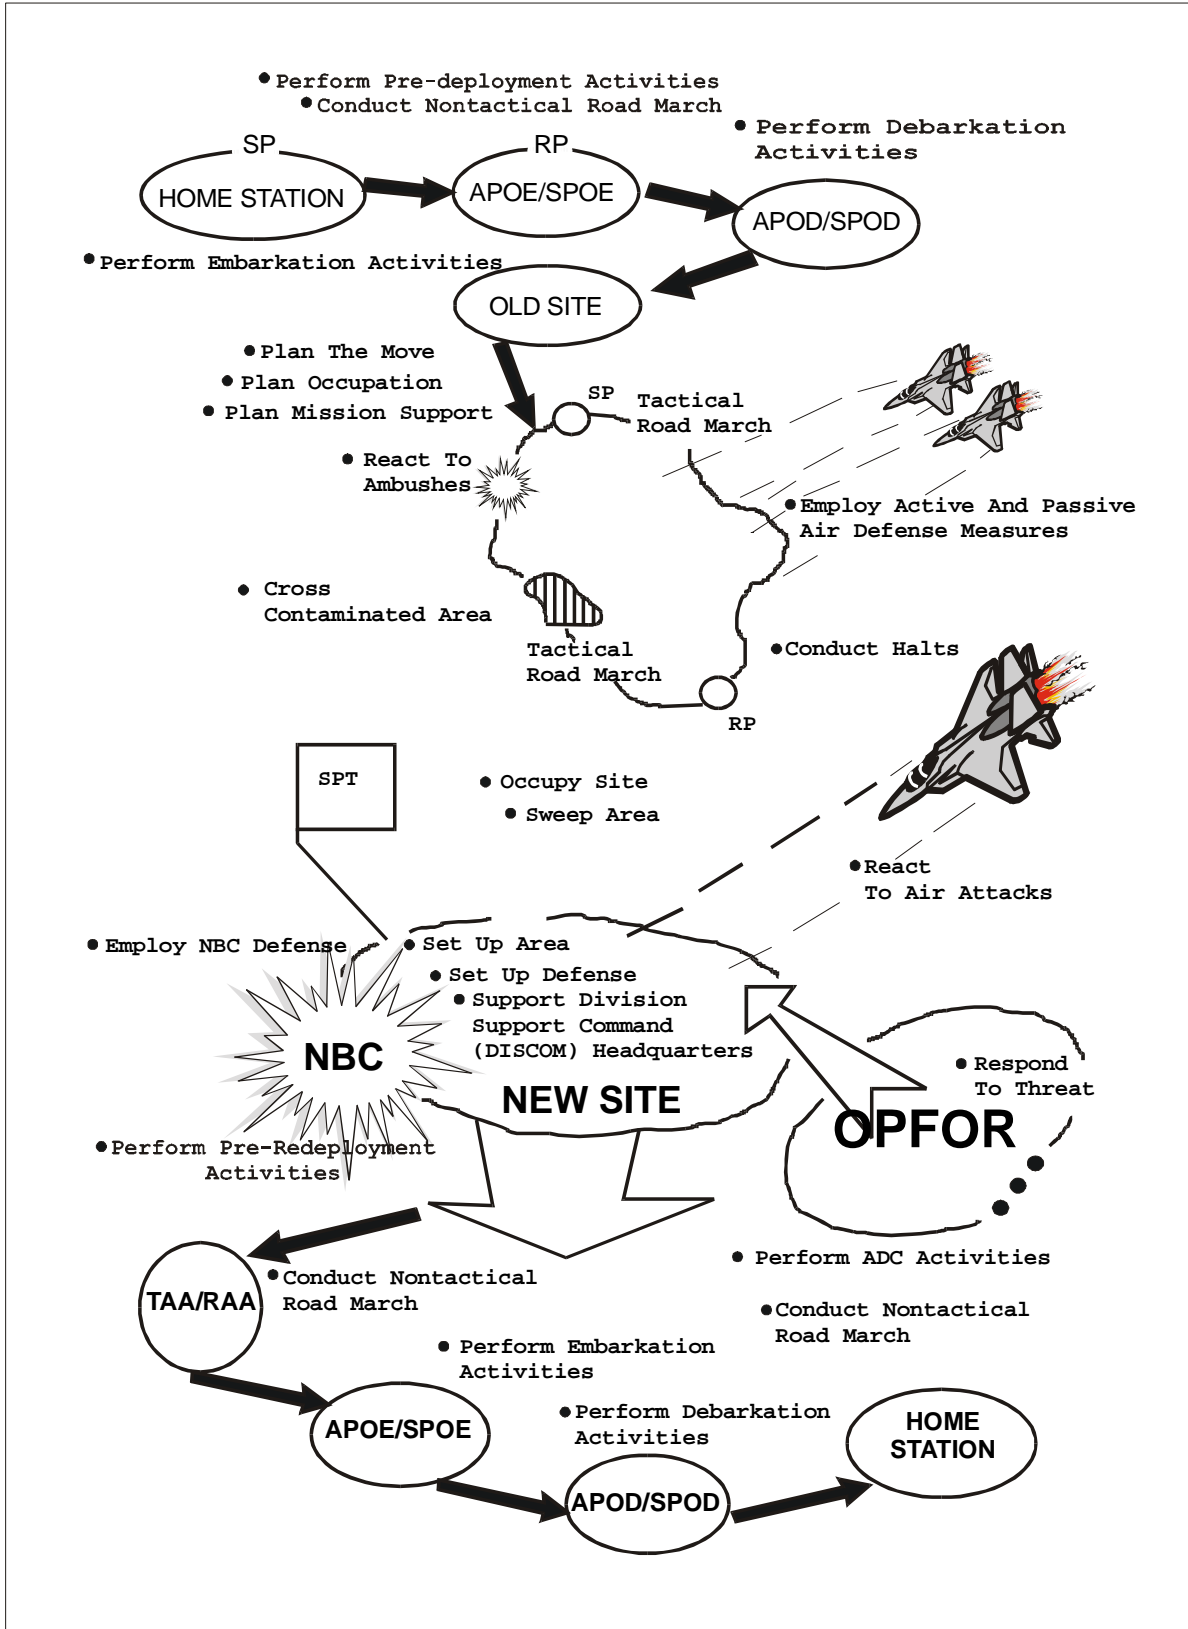 ● Perform Pre-deployment Activities
● Conduct Nontactical Road March
● Perform Debarkation
Activities
SP
RP
HOME STATION
APOE/SPOE
APOD/SPOD
● Perform Embarkation Activities
OLD SITE
● Plan The Move
● Plan Occupation
● Plan Mission Support
SP
Tactical
Road March
● React To
Ambushes
● Employ Active And Passive
Air Defense Measures
● Cross
Contaminated Area
Tactical
Road March
● Conduct Halts
RP
SPT
● Occupy Site
● Sweep Area
● React
To Air Attacks
● Employ NBC Defense
● Set Up Area
● Set Up Defense
● Support Division
Support Command
(DISCOM) Headquarters
NBC
NEW SITE
● Respond
To Threat
OPFOR
● Perform Pre-Redeployment
Activities
● Perform ADC Activities
TAA/RAA
● Conduct Nontactical
Road March
● Conduct Nontactical
Road March
● Perform Embarkation
Activities
APOE/SPOE
● Perform Debarkation
Activities
HOME
STATION
APOD/SPOD